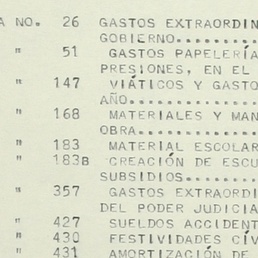 A NO. 26 GASTOS EXTRAORDIN
GOBIERNO........
" 51 GASTOS PAPELERÍA
PRESIONES, EN EL
" 147 VIÁTICOS Y GASTO
AÑO.............
" 168 MATERIALES Y MAN
OBRA............
" 183 MATERIAL ESCOLAR
" 183B CREACIÓN DE ESCU
SUBSIDIOS.......
" 357 GASTOS EXTRAORDI
DEL PODER JUDICIA
" 427 SUELDOS ACCIDENT
" 430 FESTIVIDADES CÍV
" 431 AMORTIZACIÓN DE